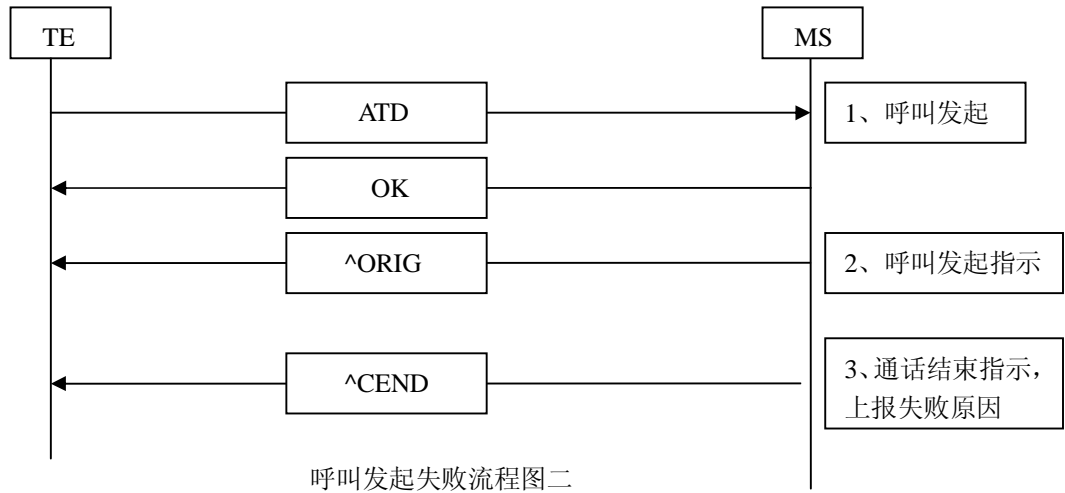 TE
MS
ATD
1、呼叫发起
OK
^ORIG
2、呼叫发起指示
^CEND
3、通话结束指示，
上报失败原因
呼叫发起失败流程图二